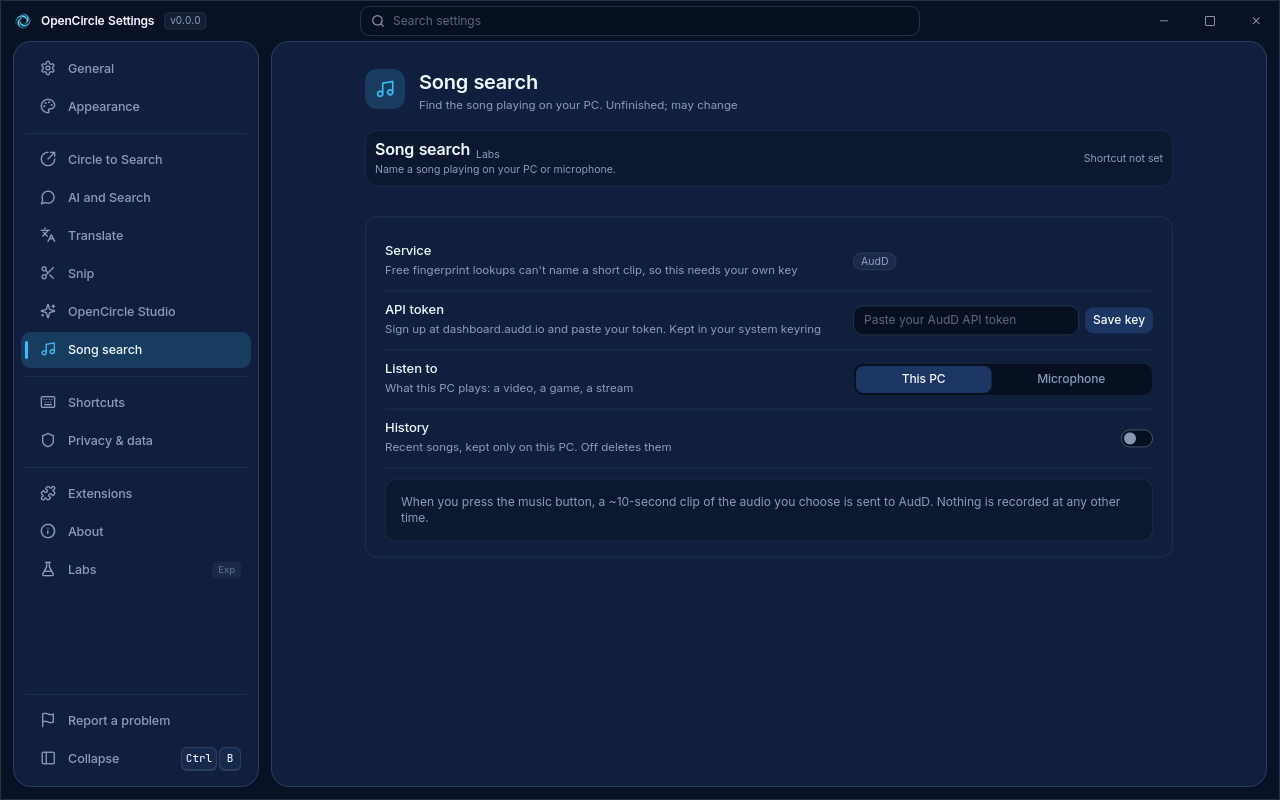 OpenCircle Settings v0.0.0
Search settings
General
Appearance
Circle to Search
AI and Search
Translate
Snip
OpenCircle Studio
Song search
Shortcuts
Privacy & data
Extensions
About
Labs Exp
Report a problem
Collapse Ctrl B
Song search
Find the song playing on your PC. Unfinished; may change
Song search Labs
Name a song playing on your PC or microphone.
Shortcut not set
Service
Free fingerprint lookups can't name a short clip, so this needs your own key
AudD
API token
Sign up at dashboard.audd.io and paste your token. Kept in your system keyring
Paste your AudD API token
Save key
Listen to
What this PC plays: a video, a game, a stream
This PC
Microphone
History
Recent songs, kept only on this PC. Off deletes them
When you press the music button, a ~10-second clip of the audio you choose is sent to AudD. Nothing is recorded at any other
time.